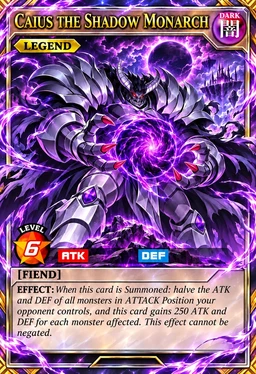 CAIUS THE SHADOW MONARCH
DARK
闇
LEGEND
LEVEL
6
ATK
DEF
[FIEND]
EFFECT: When this card is Summoned: halve the ATK
and DEF of all monsters in ATTACK Position your
opponent controls, and this card gains 250 ATK and
DEF for each monster affected. This effect cannot be
negated.